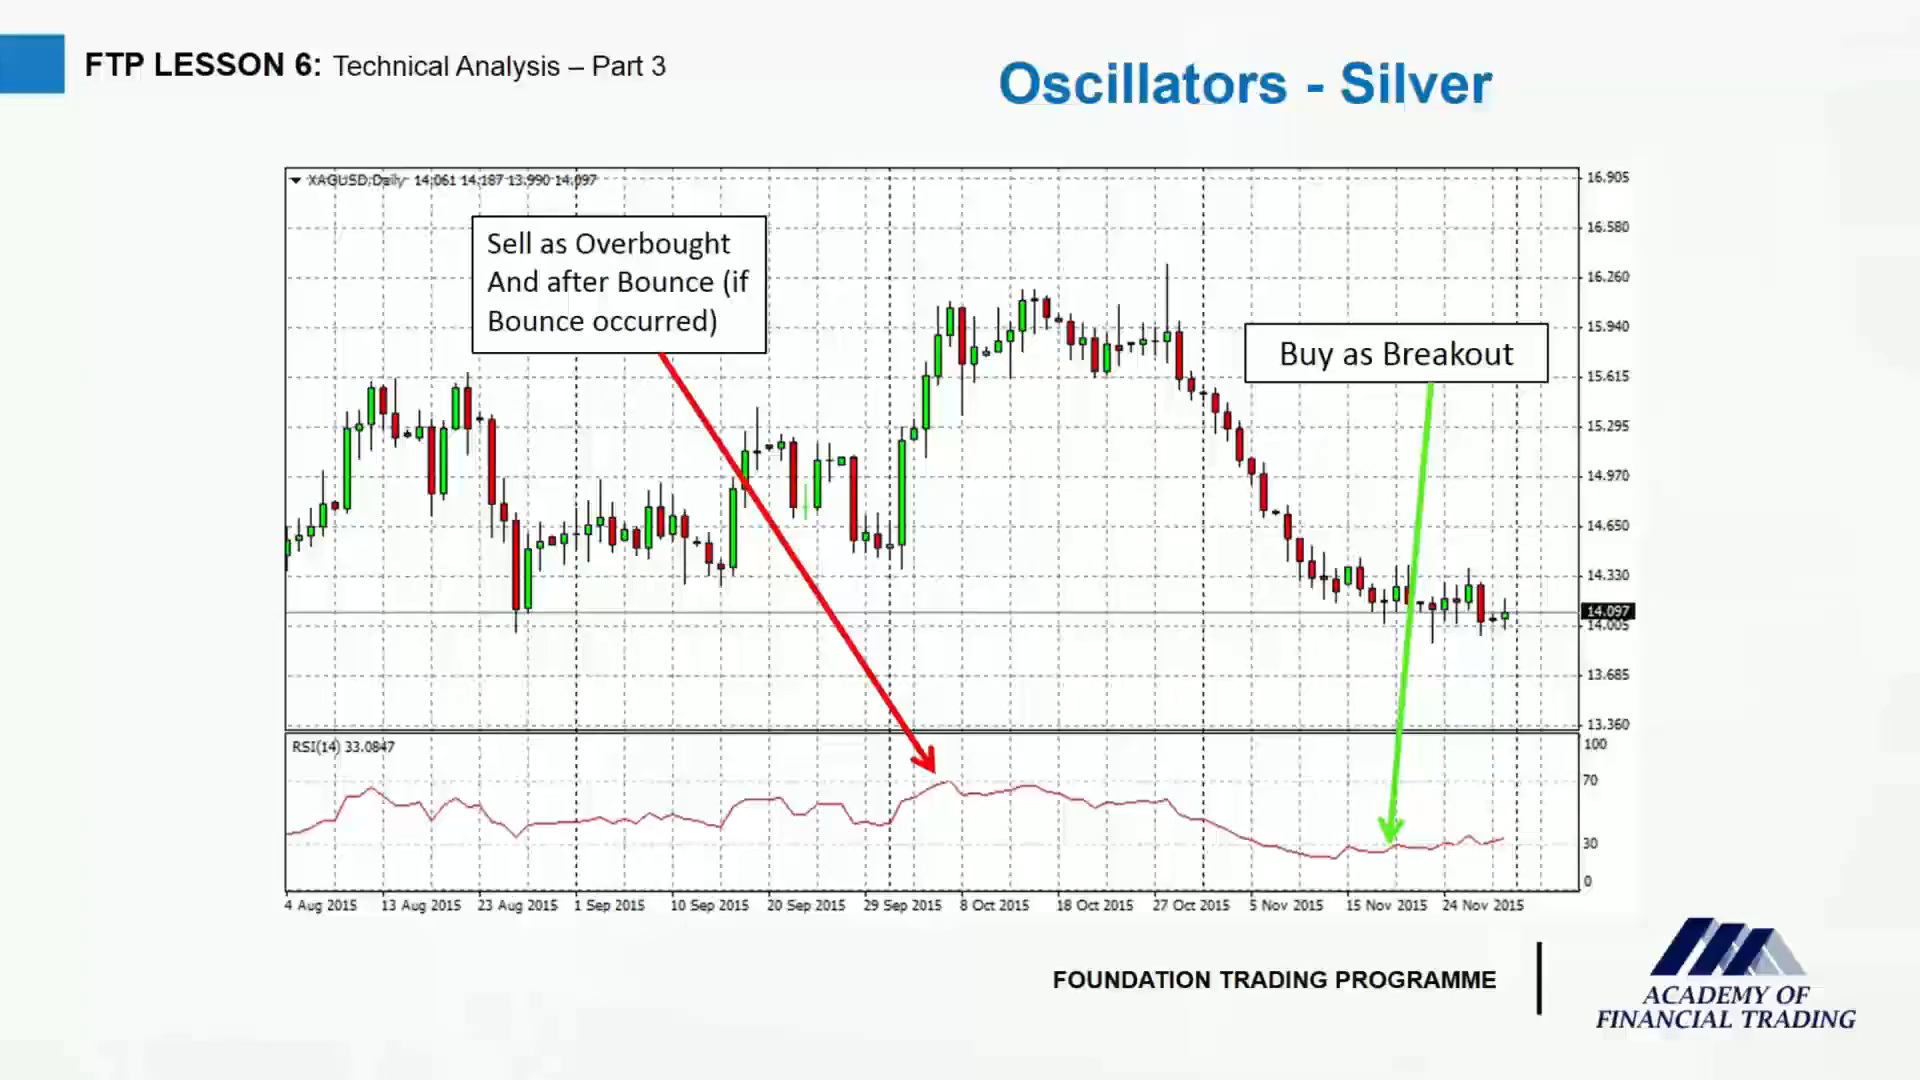 FTP LESSON 6: Technical Analysis – Part 3
Oscillators - Silver
XAGUSD,Daily 14.061 14.187 13.990 14.097
Sell as Overbought
And after Bounce (if
Bounce occurred)
Buy as Breakout
16.905
16.580
16.260
15.940
15.615
15.295
14.970
14.650
14.330
14.097
14.005
13.685
13.360
RSI(14) 33.0847
100
70
30
0
4 Aug 2015 13 Aug 2015 23 Aug 2015 1 Sep 2015 10 Sep 2015 20 Sep 2015 29 Sep 2015 8 Oct 2015 18 Oct 2015 27 Oct 2015 5 Nov 2015 15 Nov 2015 24 Nov 2015
FOUNDATION TRADING PROGRAMME
ACADEMY OF
FINANCIAL TRADING